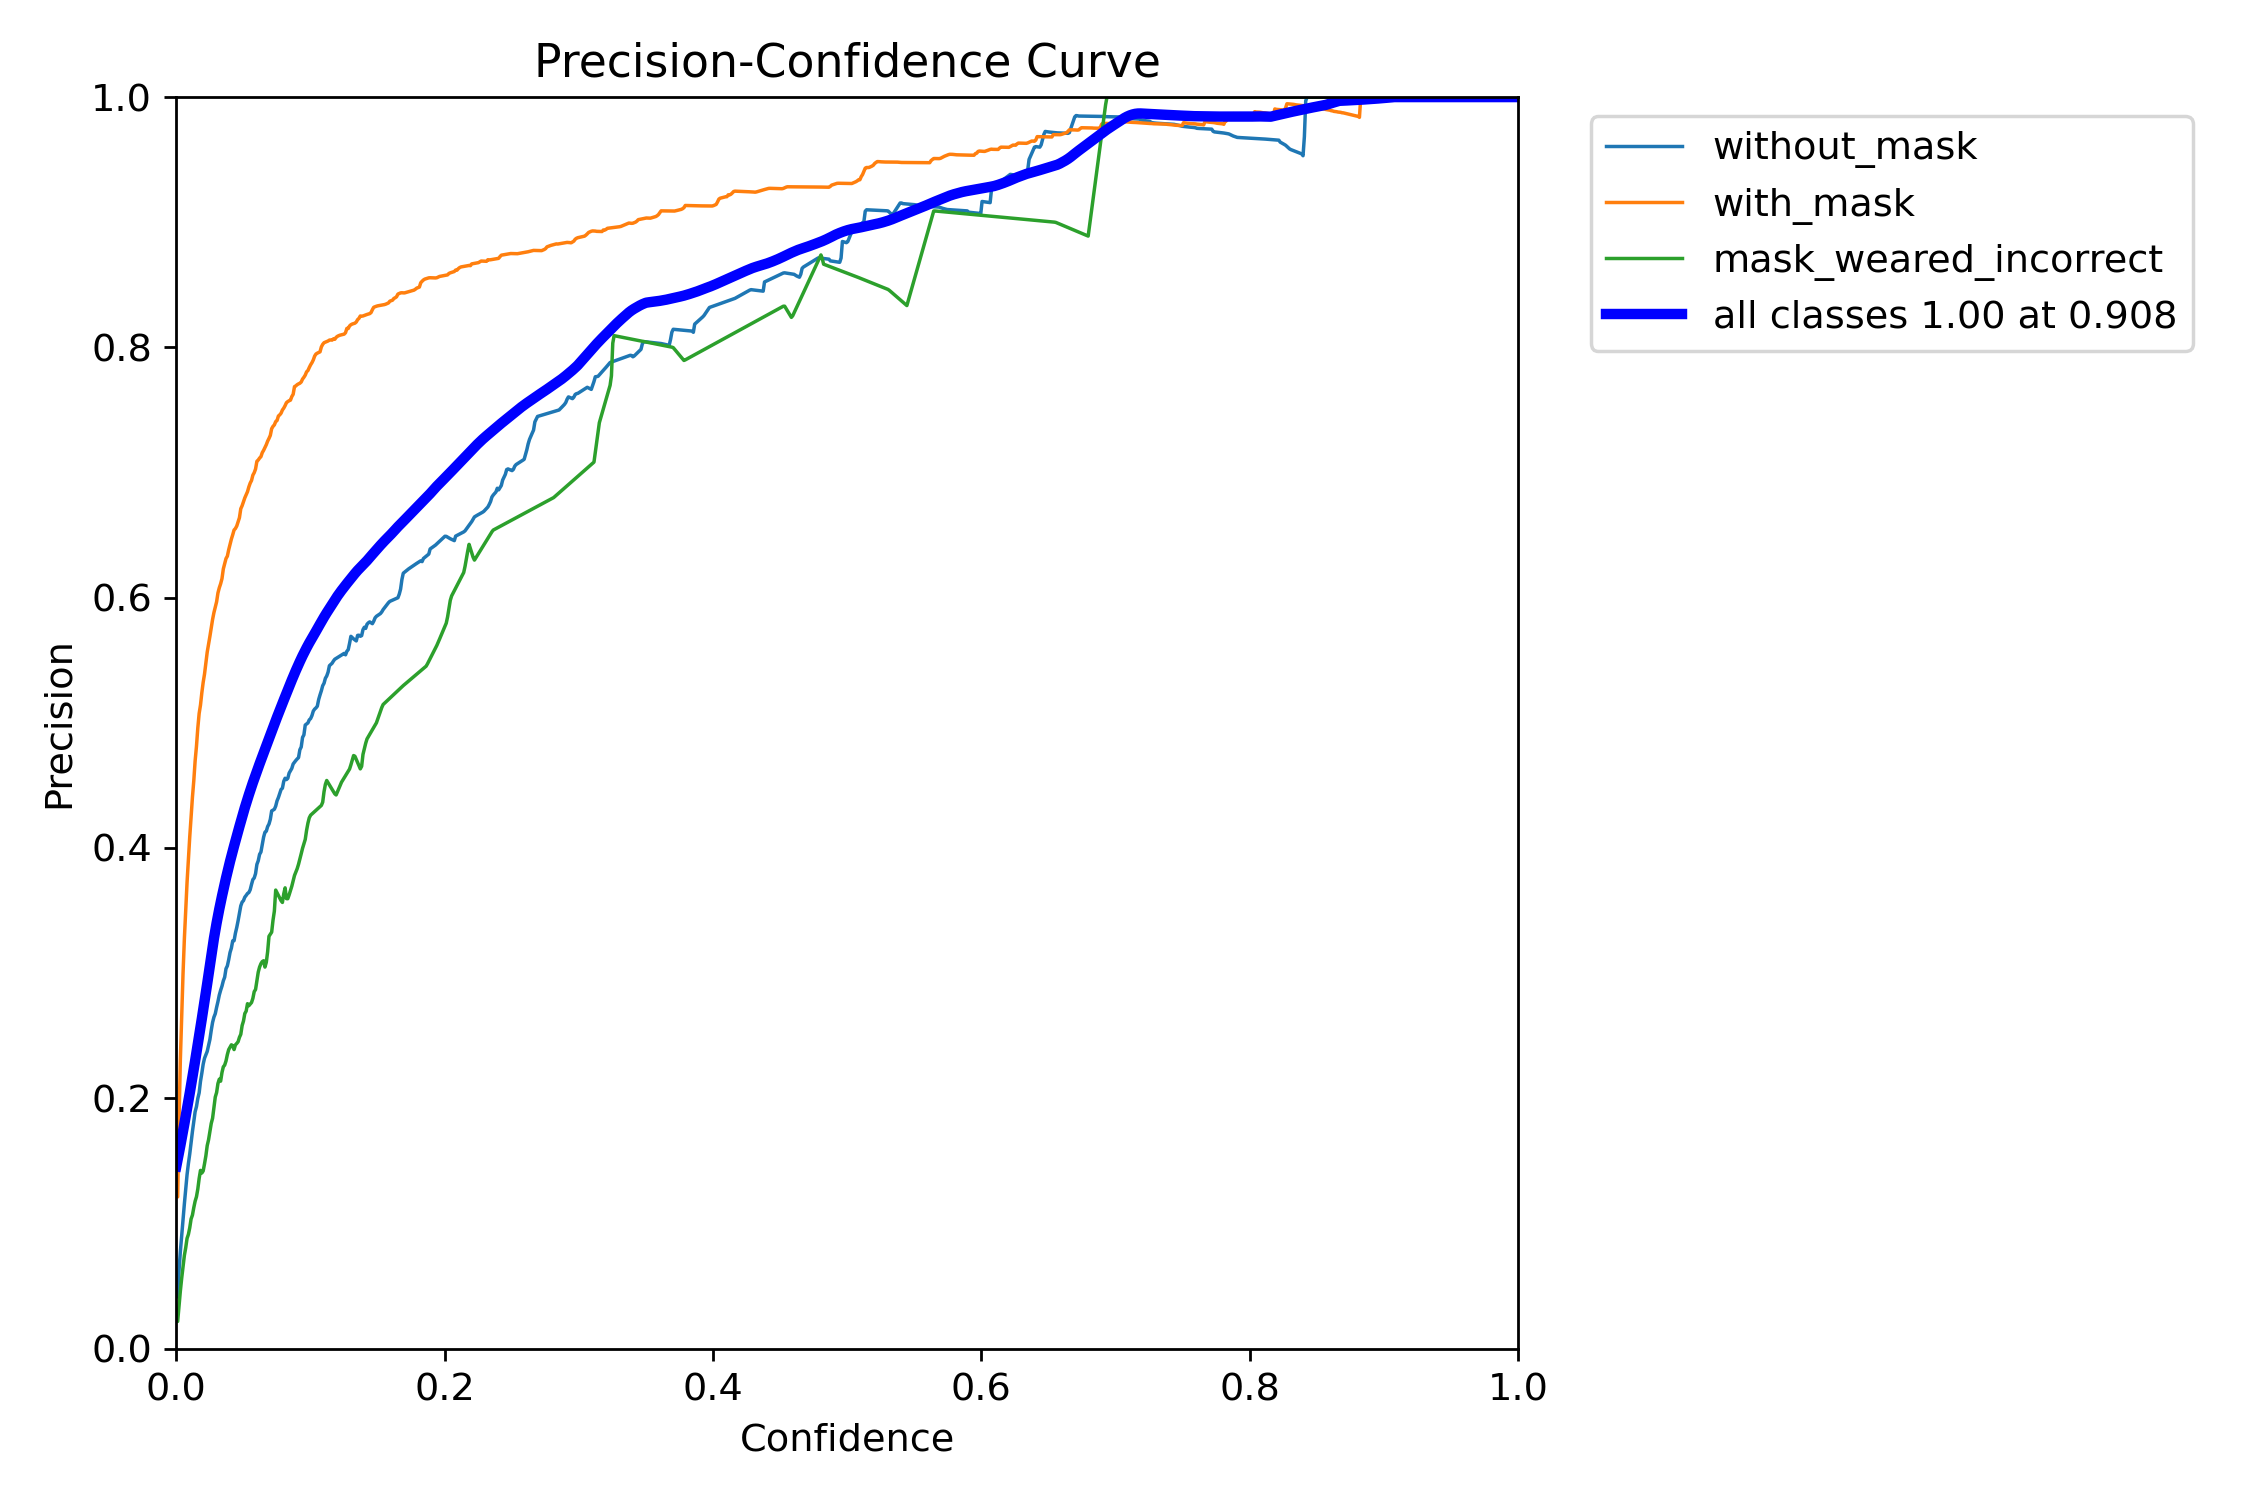 Precision-Confidence Curve
1.0
0.8
0.6
0.4
0.2
0.0
Precision
0.0 0.2 0.4 0.6 0.8 1.0
Confidence
without_mask
with_mask
mask_weared_incorrect
all classes 1.00 at 0.908